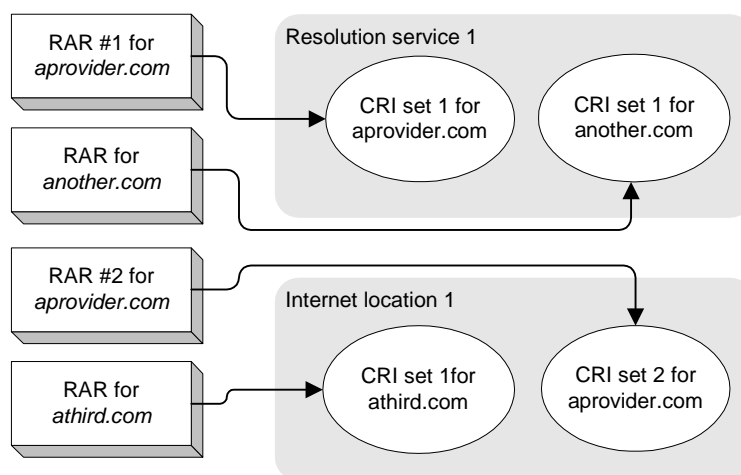 RAR #1 for
aprovider.com
Resolution service 1
CRI set 1 for
aprovider.com
CRI set 1 for
another.com
RAR for
another.com
RAR #2 for
aprovider.com
Internet location 1
CRI set 1for
athird.com
CRI set 2 for
aprovider.com
RAR for
athird.com